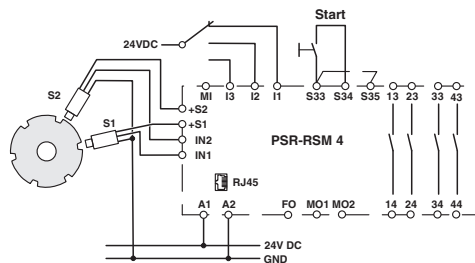 Start
24VDC
S2
S1
MI I3 I2 I1 S33 S34 S35 13 23 33 43
+S2
+S1
IN2
IN1
PSR-RSM 4
RJ45
A1 A2 FO MO1 MO2 14 24 34 44
24V DC
GND